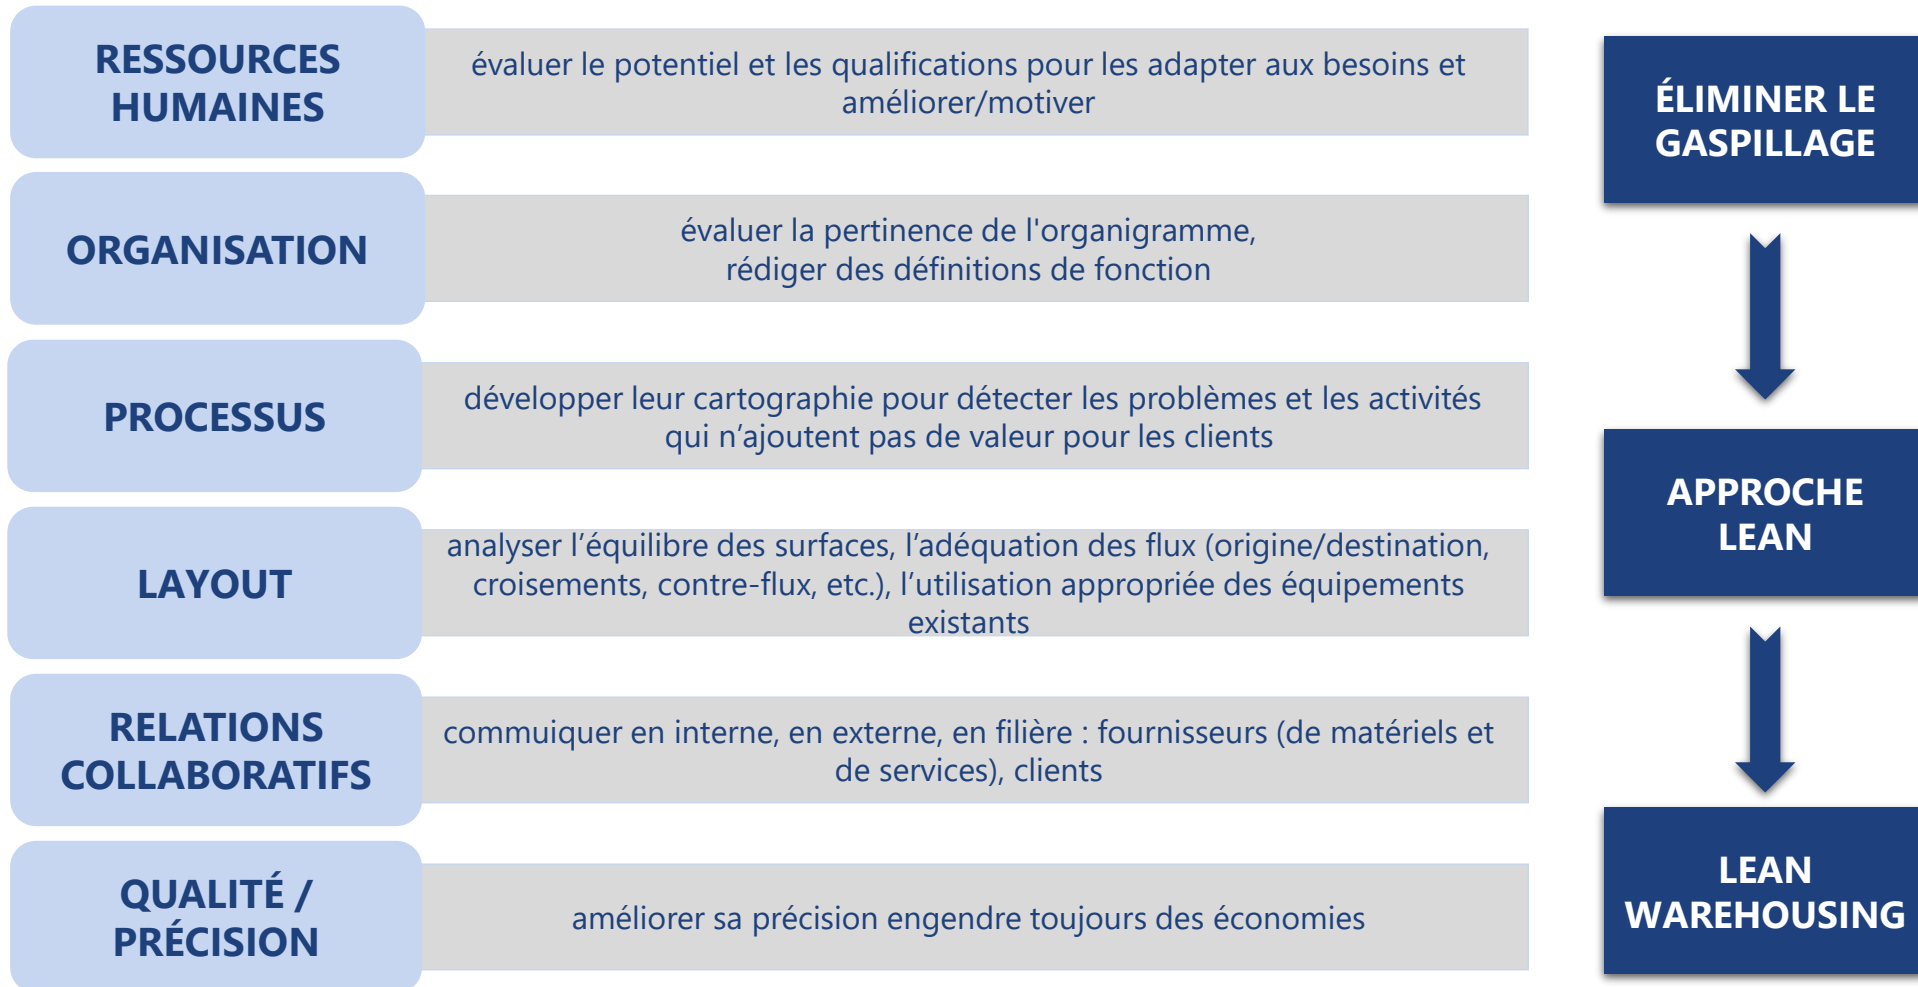 RESSOURCES
HUMAINES
évaluer le potentiel et les qualifications pour les adapter aux besoins et
améliorer/motiver
ORGANISATION
évaluer la pertinence de l'organigramme,
rédiger des définitions de fonction
PROCESSUS
développer leur cartographie pour détecter les problèmes et les activités
qui n’ajoutent pas de valeur pour les clients
LAYOUT
analyser l’équilibre des surfaces, l’adéquation des flux (origine/destination,
croisements, contre-flux, etc.), l’utilisation appropriée des équipements
existants
RELATIONS
COLLABORATIFS
commuiquer en interne, en externe, en filière : fournisseurs (de matériels et
de services), clients
QUALITÉ /
PRÉCISION
améliorer sa précision engendre toujours des économies
ÉLIMINER LE
GASPILLAGE
APPROCHE
LEAN
LEAN
WAREHOUSING